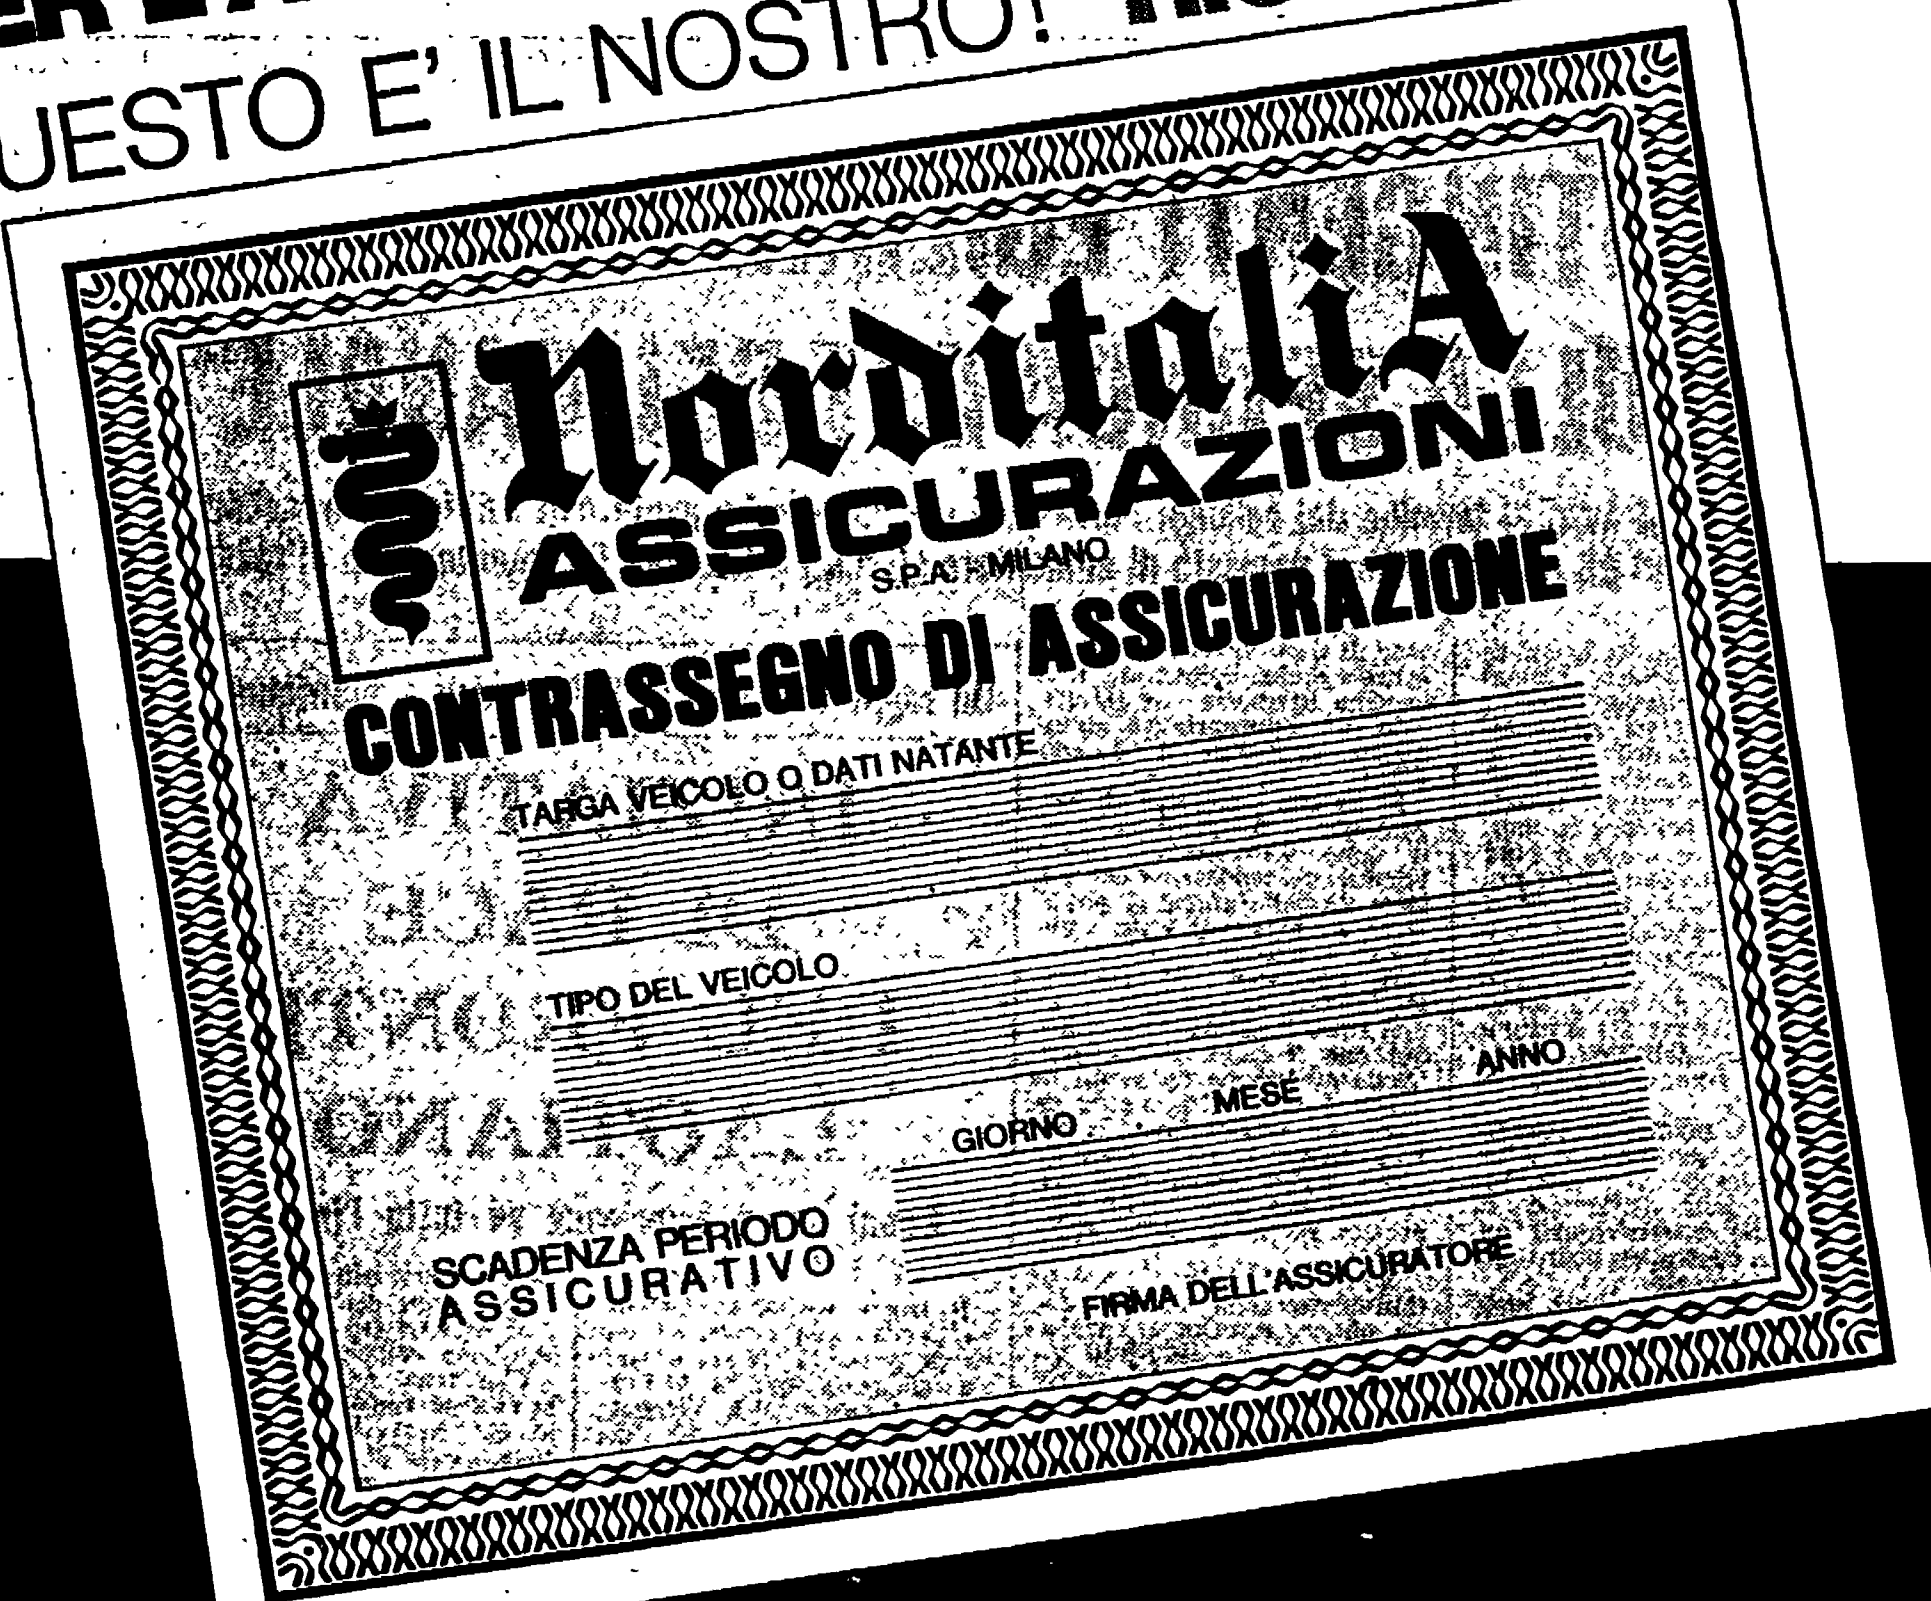 UESTO E' IL NOSTRO!
NorditaliA
ASSICURAZIONI
S.P.A. - MILANO
CONTRASSEGNO DI ASSICURAZIONE
TARGA VEICOLO O DATI NATANTE
TIPO DEL VEICOLO
GIORNO MESE ANNO
SCADENZA PERIODO
ASSICURATIVO
FIRMA DELL'ASSICURATORE